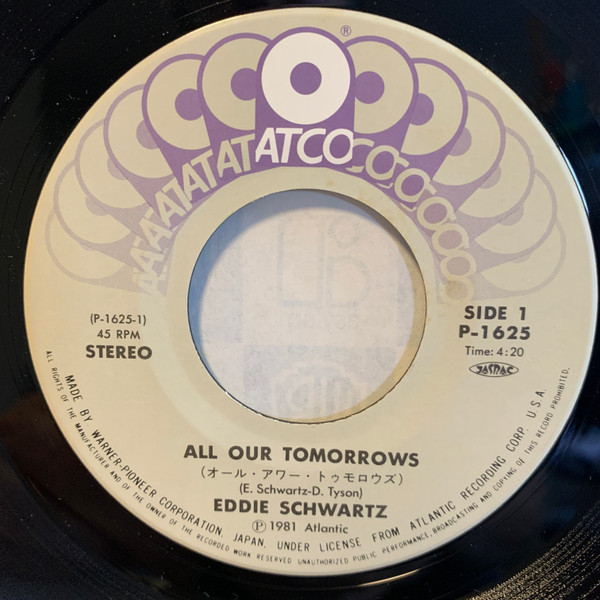 ®
ATCO
(P-1625-1)
45 RPM
STEREO
SIDE 1
P-1625
Time: 4:20
JASRAC
ALL OUR TOMORROWS
(オール・アワー・トゥモロウズ)
(E. Schwartz-D. Tyson)
EDDIE SCHWARTZ
Ⓟ 1981 Atlantic
MADE BY WARNER-PIONEER CORPORATION, JAPAN, UNDER LICENSE FROM ATLANTIC RECORDING CORP. U.S.A.
ALL RIGHTS OF THE MANUFACTURER AND OF THE OWNER OF THE RECORDED WORK RESERVED UNAUTHORIZED PUBLIC PERFORMANCE, BROADCASTING AND COPYING OF THIS RECORD PROHIBITED.